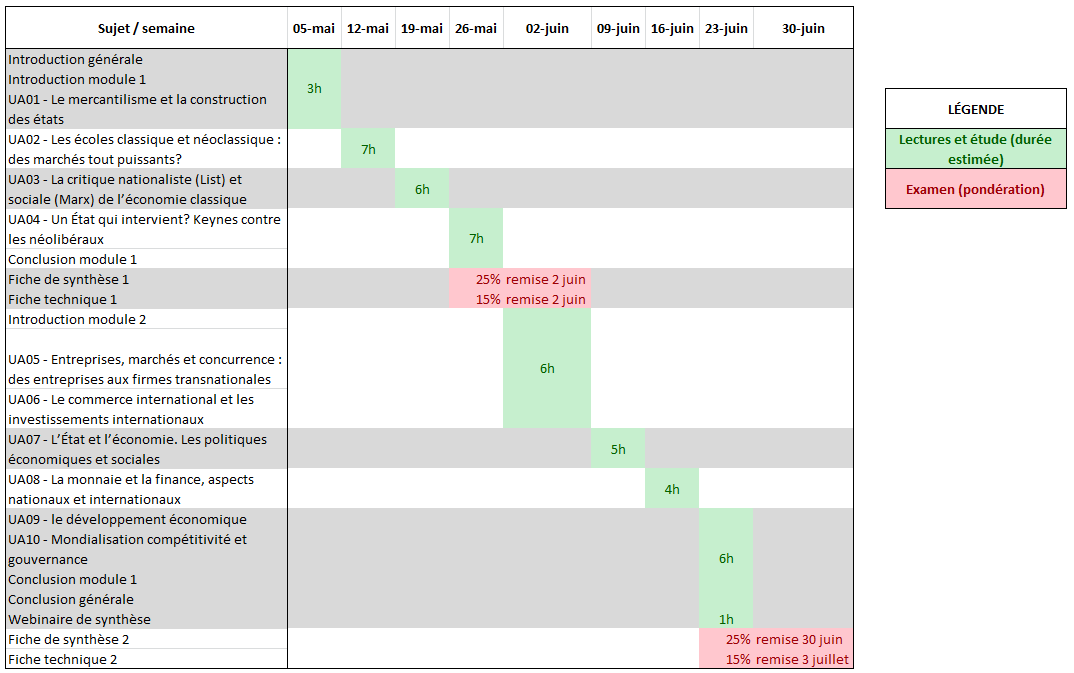 Sujet / semaine 05-mai 12-mai 19-mai 26-mai 02-juin 09-juin 16-juin 23-juin 30-juin
Introduction générale
Introduction module 1
UA01 - Le mercantilisme et la construction
des états
3h
UA02 - Les écoles classique et néoclassique :
des marchés tout puissants?
7h
UA03 - La critique nationaliste (List) et
sociale (Marx) de l’économie classique
6h
UA04 - Un État qui intervient? Keynes contre
les néolibéraux
Conclusion module 1
7h
Fiche de synthèse 1 25% remise 2 juin
Fiche technique 1 15% remise 2 juin
Introduction module 2
UA05 - Entreprises, marchés et concurrence :
des entreprises aux firmes transnationales
UA06 - Le commerce international et les
investissements internationaux
6h
UA07 - L’État et l’économie. Les politiques
économiques et sociales
5h
UA08 - La monnaie et la finance, aspects
nationaux et internationaux
4h
UA09 - le développement économique
UA10 - Mondialisation compétitivité et
gouvernance
Conclusion module 1
Conclusion générale
6h
Webinaire de synthèse 1h
Fiche de synthèse 2 25% remise 30 juin
Fiche technique 2 15% remise 3 juillet
LÉGENDE
Lectures et étude (durée
estimée)
Examen (pondération)